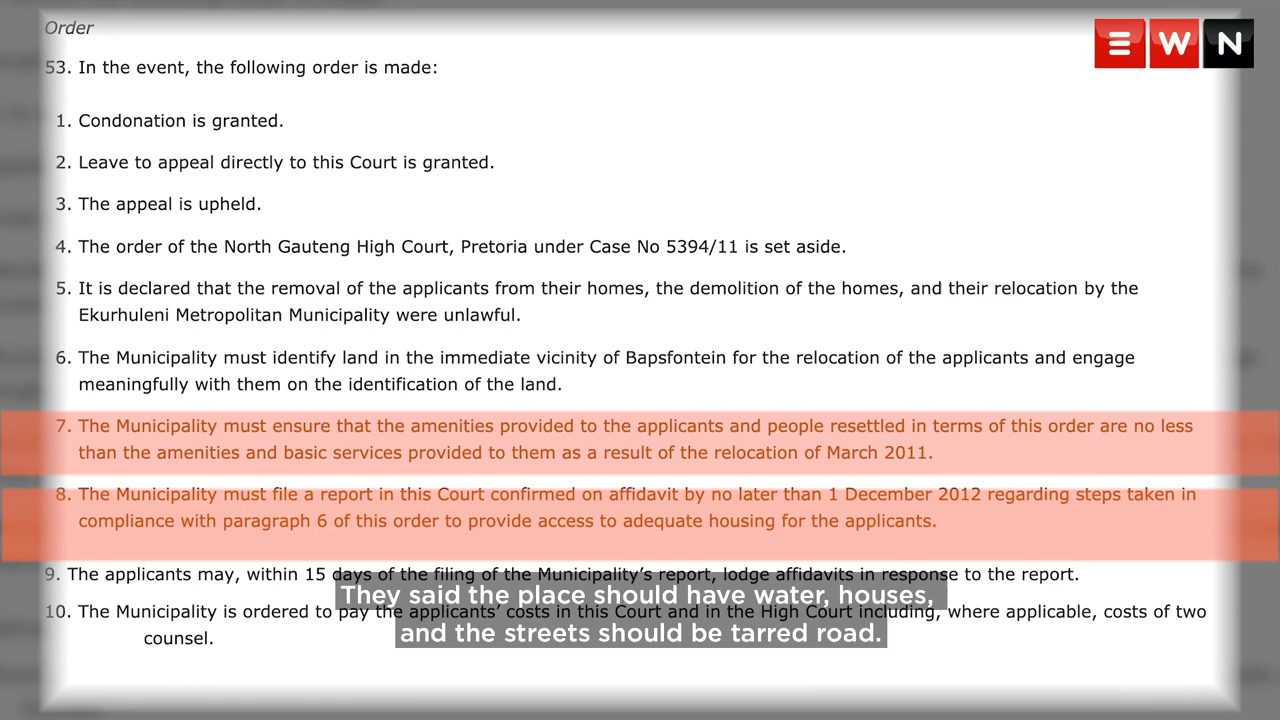 Order
EWN
53. In the event, the following order is made:
1. Condonation is granted.
2. Leave to appeal directly to this Court is granted.
3. The appeal is upheld.
4. The order of the North Gauteng High Court, Pretoria under Case No 5394/11 is set aside.
5. It is declared that the removal of the applicants from their homes, the demolition of the homes, and their relocation by the
Ekurhuleni Metropolitan Municipality were unlawful.
6. The Municipality must identify land in the immediate vicinity of Bapsfontein for the relocation of the applicants and engage
meaningfully with them on the identification of the land.
7. The Municipality must ensure that the amenities provided to the applicants and people resettled in terms of this order are no less
than the amenities and basic services provided to them as a result of the relocation of March 2011.
8. The Municipality must file a report in this Court confirmed on affidavit by no later than 1 December 2012 regarding steps taken in
compliance with paragraph 6 of this order to provide access to adequate housing for the applicants.
9. The applicants may, within 15 days of the filing of the Municipality's report, lodge affidavits in response to the report.
They said the place should have water, houses,
10. The Municipality is ordered to pay the applicants' costs in this Court and in the High Court including, where applicable, costs of two
and the streets should be tarred road.
counsel.